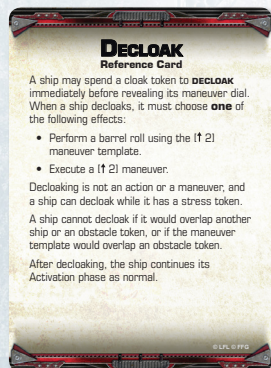 DECLOAK
Reference Card
A ship may spend a cloak token to DECLOAK
immediately before revealing its maneuver dial.
When a ship decloaks, it must choose one of
the following effects:
• Perform a barrel roll using the (⬆ 2)
maneuver template.
• Execute a (⬆ 2) maneuver.
Decloaking is not an action or a maneuver, and
a ship can decloak while it has a stress token.
A ship cannot decloak if it would overlap another
ship or an obstacle token, or if the maneuver
template would overlap an obstacle token.
After decloaking, the ship continues its
Activation phase as normal.
© LFL © FFG